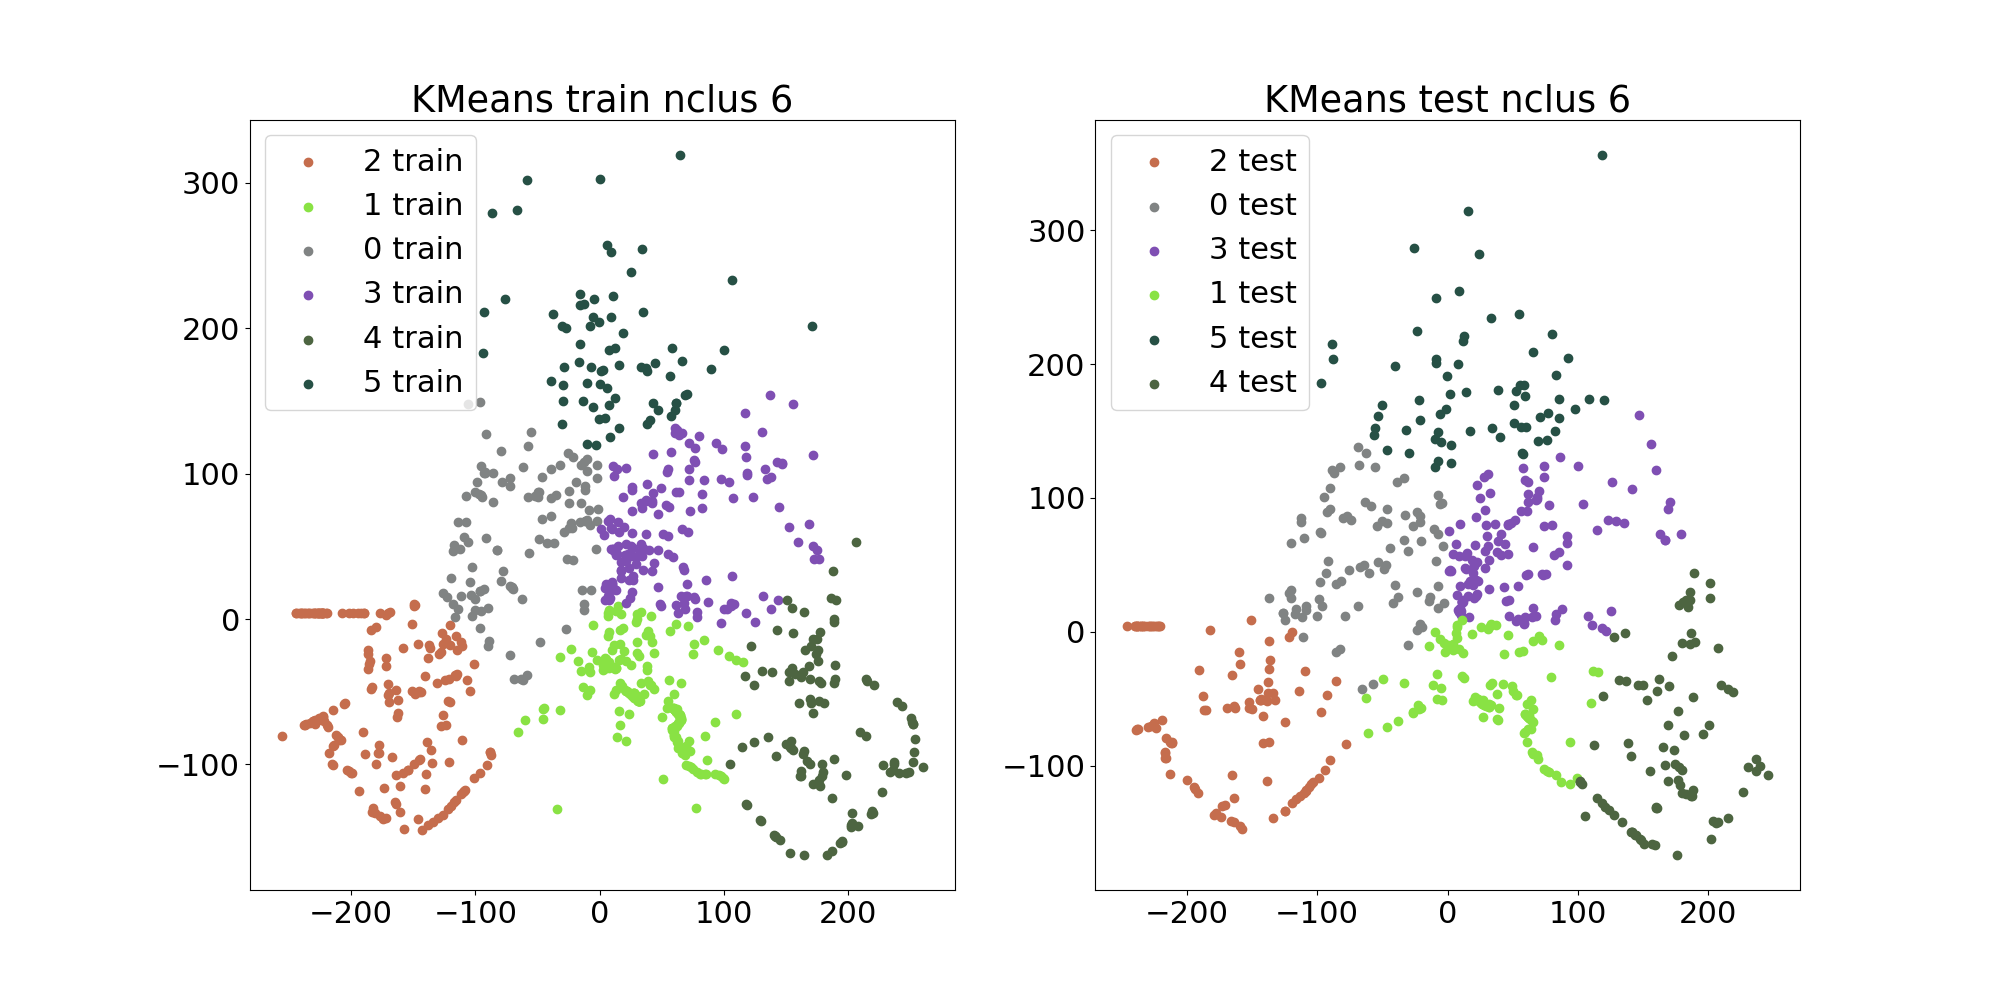 KMeans train nclus 6
2 train
1 train
0 train
3 train
4 train
5 train
300
200
100
0
−100
−200 −100 0 100 200
KMeans test nclus 6
2 test
0 test
3 test
1 test
5 test
4 test
300
200
100
0
−100
−200 −100 0 100 200